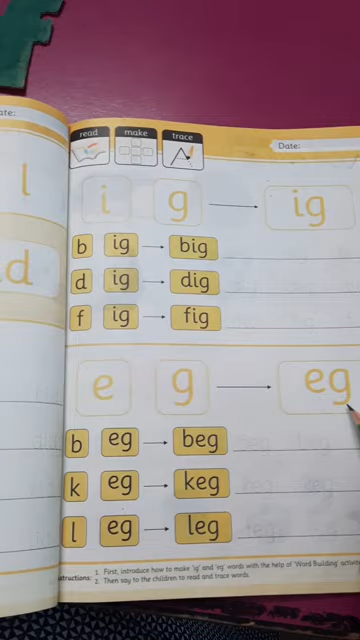 ate:
l
d
read make trace
Date:
i g ig
b ig big
d ig dig
f ig fig
e g eg
b eg beg
k eg keg
l eg leg
1. First, introduce how to make 'ig' and 'eg' words with the help of 'Word Building' activity
structions: 2. Then say to the children to read and trace words.